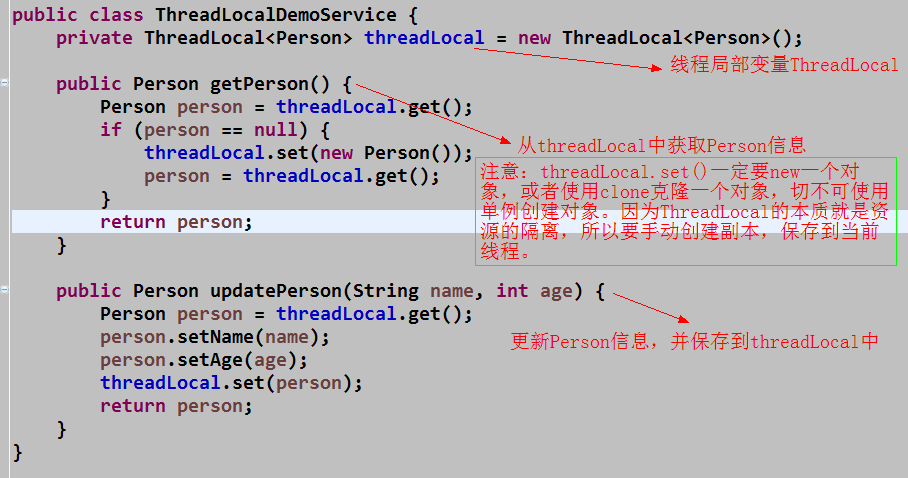 public class ThreadLocalDemoService {
private ThreadLocal<Person> threadLocal = new ThreadLocal<Person>();
线程局部变量ThreadLocal
public Person getPerson() {
Person person = threadLocal.get();
if (person == null) {
从threadLocal中获取Person信息
threadLocal.set(new Person());
person = threadLocal.get();
}
return person;
}
注意：threadLocal.set()一定要new一个对
象，或者使用clone克隆一个对象，切不可使用
单例创建对象。因为ThreadLocal的本质就是资
源的隔离，所以要手动创建副本，保存到当前
线程。
public Person updatePerson(String name, int age) {
Person person = threadLocal.get();
person.setName(name);
更新Person信息，并保存到threadLocal中
person.setAge(age);
threadLocal.set(person);
return person;
}
}